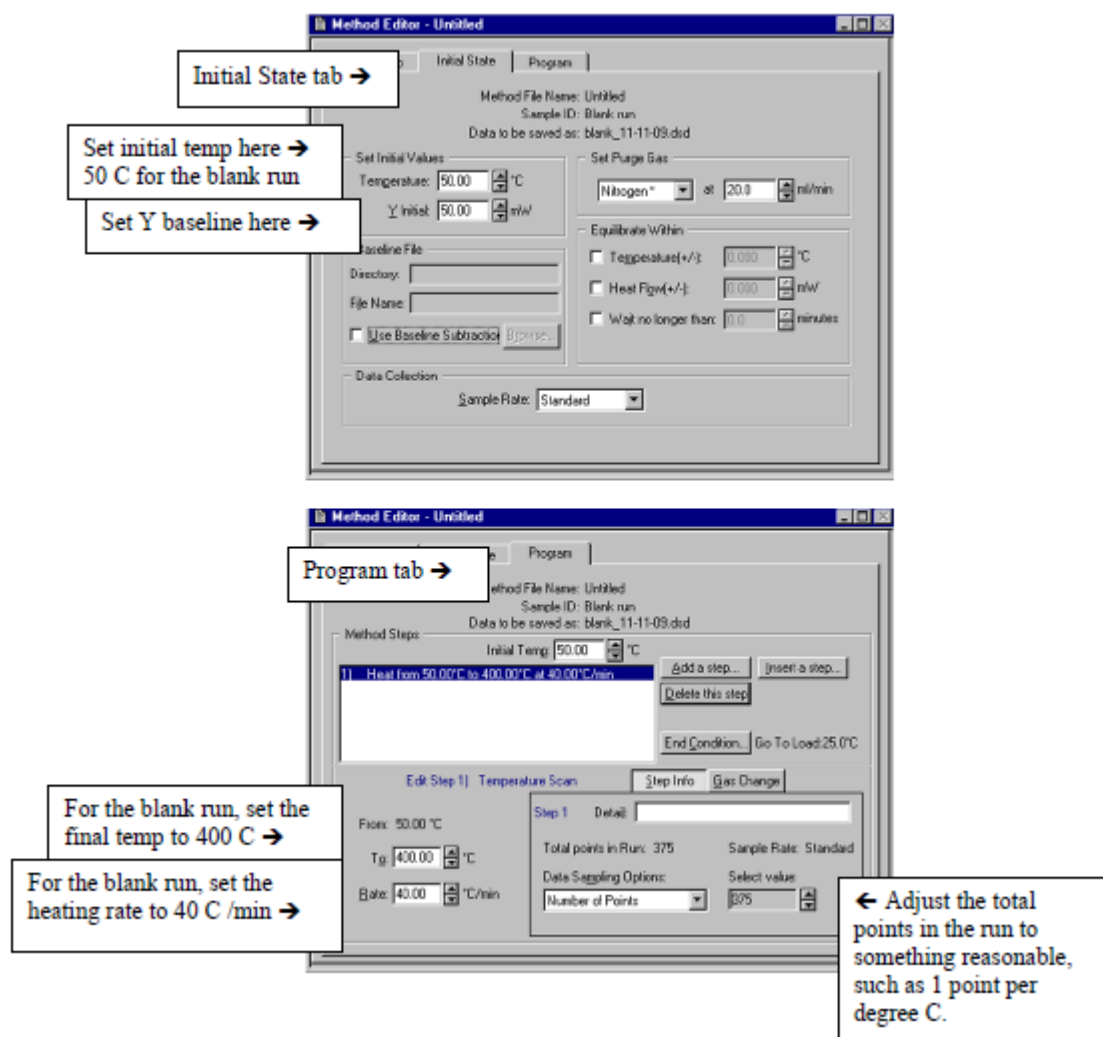 Method Editor - Untitled
Initial State Program
Initial State tab →
Method File Name: Untitled
Sample ID: Blank run
Data to be saved as: blank_11-11-09.dsd
Set initial temp here →
50 C for the blank run
Set Y baseline here →
Set Initial Values
Temperature: 50.00 °C
Y Initial: 50.00 mW
Set Purge Gas
Nitrogen * at 20.0 ml/min
Baseline File
Directory:
File Name:
Use Baseline Subtraction Browse...
Equilibrate Within
Temperature(+/-): 0.000 °C
Heat Flow(+/-): 0.000 mW
Wait no longer than: 0.0 minutes
Data Collection
Sample Rate: Standard
Method Editor - Untitled
Program
Program tab →
Method File Name: Untitled
Sample ID: Blank run
Data to be saved as: blank_11-11-09.dsd
Method Steps
Initial Temp: 50.00 °C
1) Heat from 50.00°C to 400.00°C at 40.00°C/min
Add a step... Insert a step...
Delete this step
End Condition... Go To Load:25.0°C
Edit Step 1) Temperature Scan
Step Info Gas Change
For the blank run, set the
final temp to 400 C →
For the blank run, set the
heating rate to 40 C /min →
From: 50.00 °C
To: 400.00 °C
Rate: 40.00 °C/min
Step 1 Detail:
Total points in Run: 375 Sample Rate: Standard
Data Sampling Options: Select value:
Number of Points 375
← Adjust the total
points in the run to
something reasonable,
such as 1 point per
degree C.